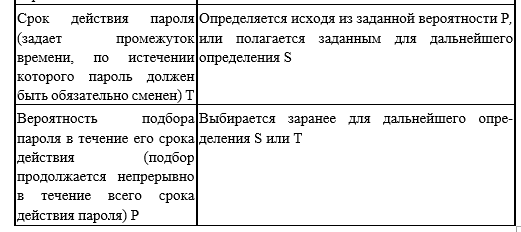 Срок действия пароля
(задает промежуток
времени, по истечении
которого пароль должен
быть обязательно сменен) T
Определяется исходя из заданной вероятности P,
или полагается заданным для дальнейшего
определения S
Вероятность подбора
пароля в течение его срока
действия (подбор
продолжается непрерывно
в течение всего срока
действия пароля) P
Выбирается заранее для дальнейшего опре-
деления S или T